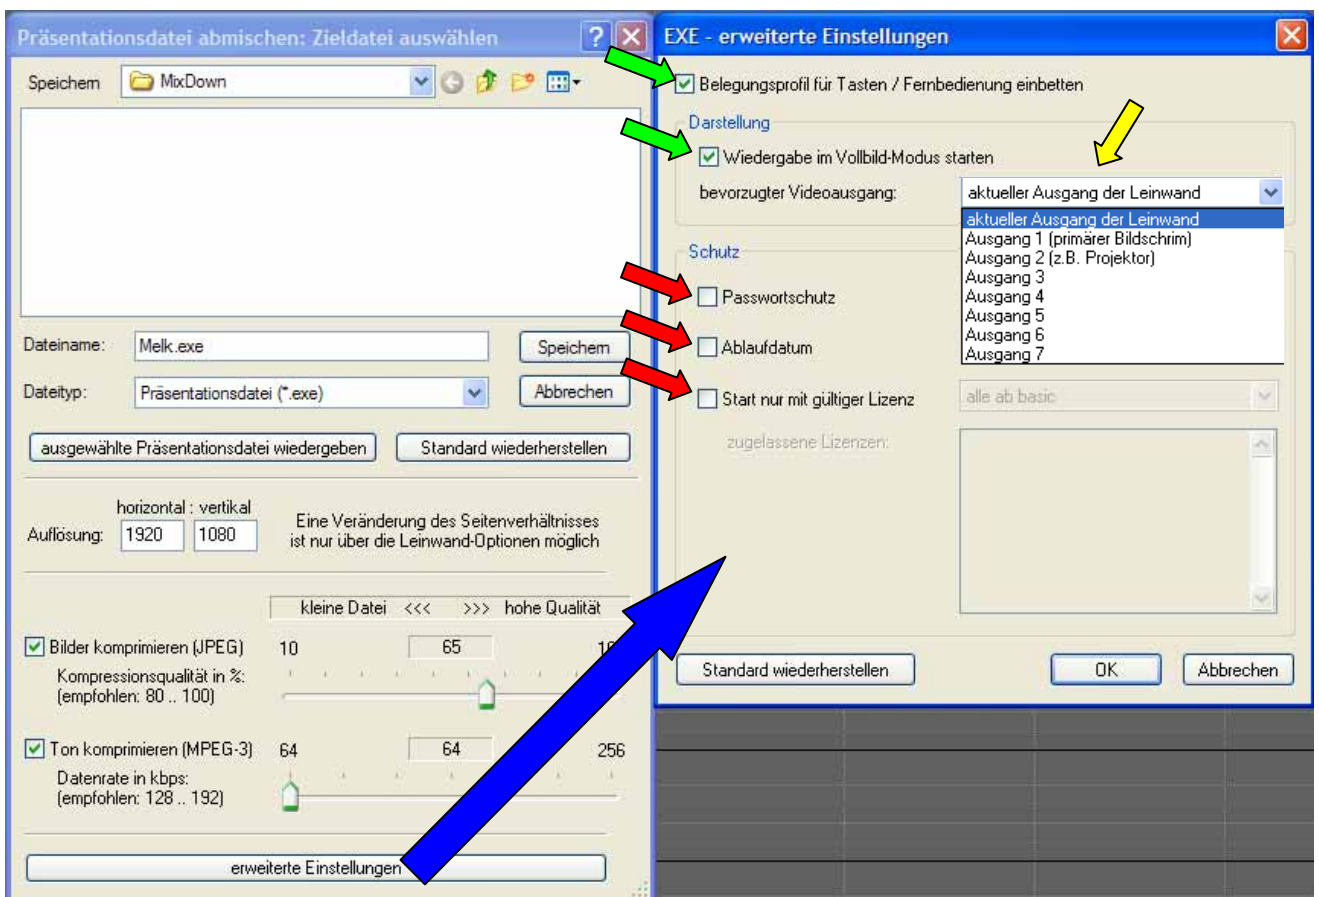 Präsentationsdatei abmischen: Zieldatei auswählen
Speichern
MixDown
Dateiname:
Melk.exe
Speichern
Dateityp:
Präsentationsdatei (*.exe)
Abbrechen
ausgewählte Präsentationsdatei wiedergeben
Standard wiederherstellen
horizontal : vertikal
Auflösung:
1920
1080
Eine Veränderung des Seitenverhältnisses
ist nur über die Leinwand-Optionen möglich
kleine Datei <<< >>> hohe Qualität
Bilder komprimieren (JPEG)
10
65
Kompressionsqualität in %:
(empfohlen: 80 .. 100)
Ton komprimieren (MPEG-3)
64
64
256
Datenrate in kbps:
(empfohlen: 128 .. 192)
erweiterte Einstellungen
EXE - erweiterte Einstellungen
Belegungsprofil für Tasten / Fernbedienung einbetten
Darstellung
Wiedergabe im Vollbild-Modus starten
bevorzugter Videoausgang:
aktueller Ausgang der Leinwand
aktueller Ausgang der Leinwand
Ausgang 1 (primärer Bildschrim)
Ausgang 2 (z.B. Projektor)
Ausgang 3
Ausgang 4
Ausgang 5
Ausgang 6
Ausgang 7
Schutz
Passwortschutz
Ablaufdatum
Start nur mit gültiger Lizenz
alle ab basic
zugelassene Lizenzen:
Standard wiederherstellen
OK
Abbrechen